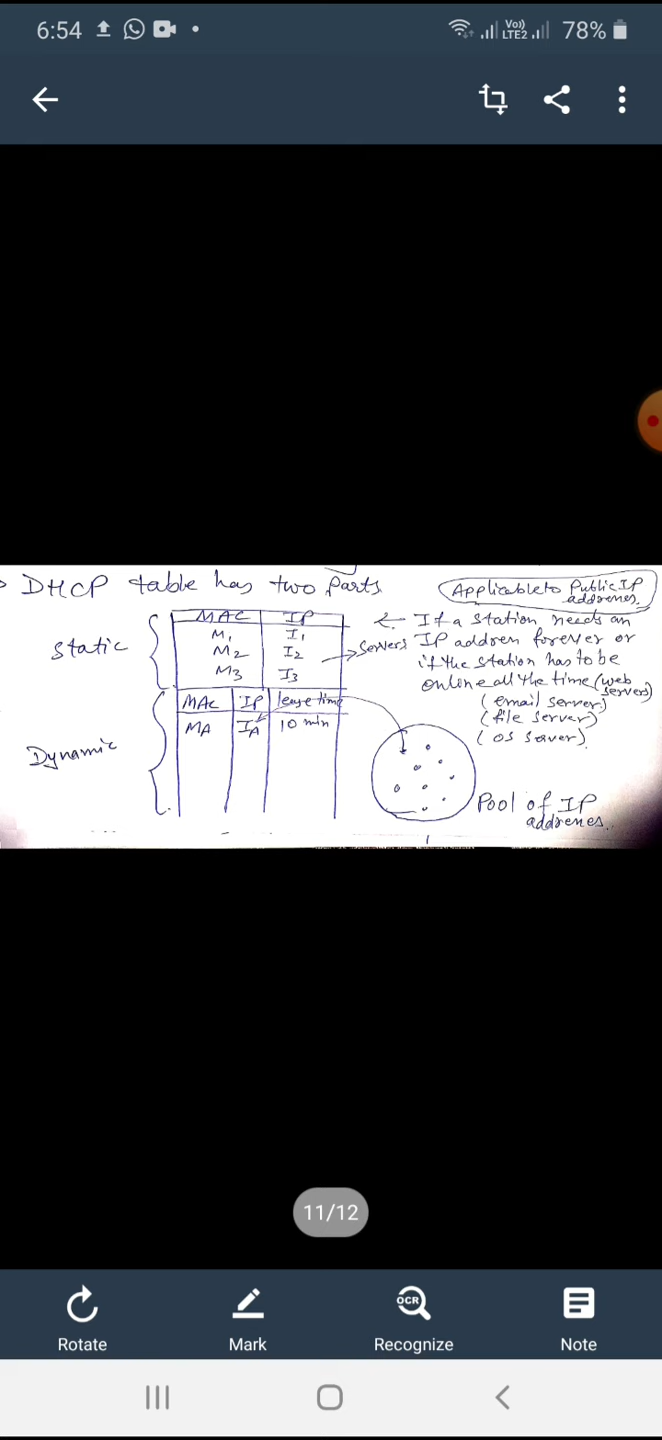 6:54
Vo))
LTE2
78%
DHCP table has two parts
Applicable to Public IP
addresses.
Static
MAC IP
M1 I1
M2 I2
M3 I3
→ Servers
← If a station needs an
IP address forever or
if the station has to be
online all the time (web
servers)
(email server)
(file server)
(OS server)
Dynamic
MAC IP lease time
MA IA 10 min
Pool of IP
addresses.
11/12
OCR
Rotate
Mark
Recognize
Note